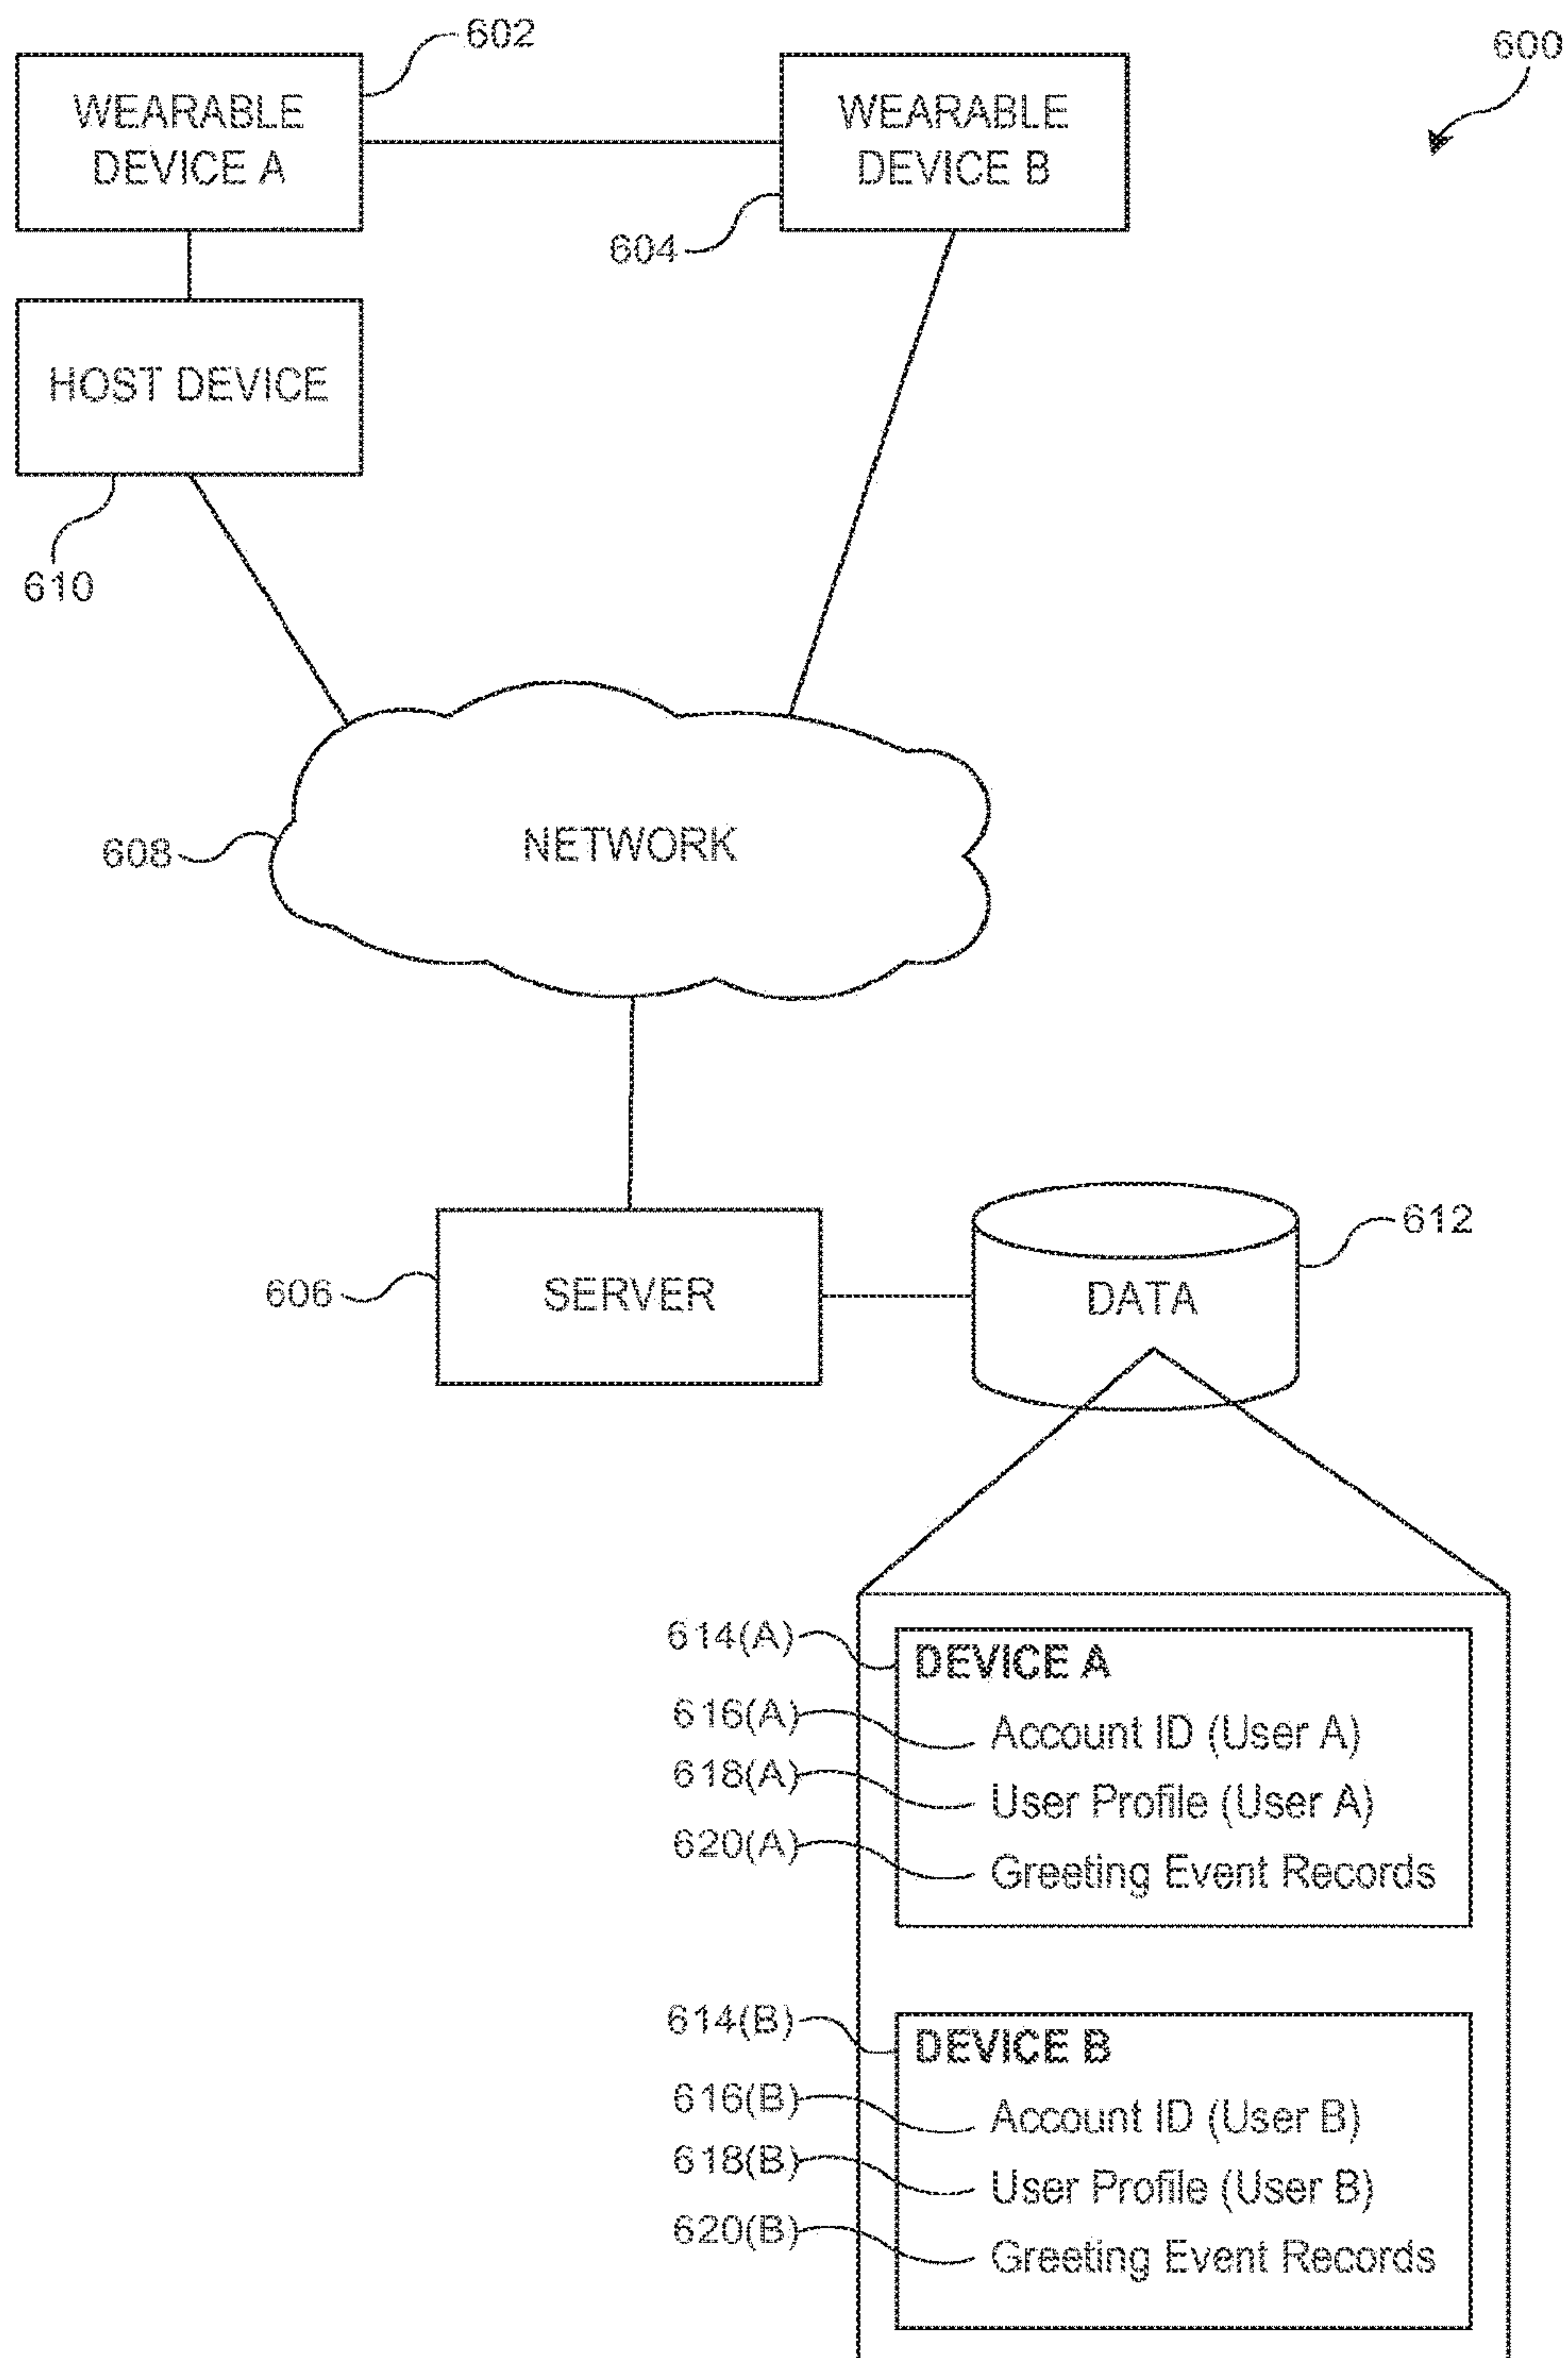 602
600
WEARABLE
DEVICE A
WEARABLE
DEVICE B
604
HOST DEVICE
610
608
NETWORK
612
606
SERVER
DATA
614(A)
DEVICE A
616(A)
Account ID (User A)
618(A)
User Profile (User A)
620(A)
Greeting Event Records
614(B)
DEVICE B
616(B)
Account ID (User B)
618(B)
User Profile (User B)
620(B)
Greeting Event Records